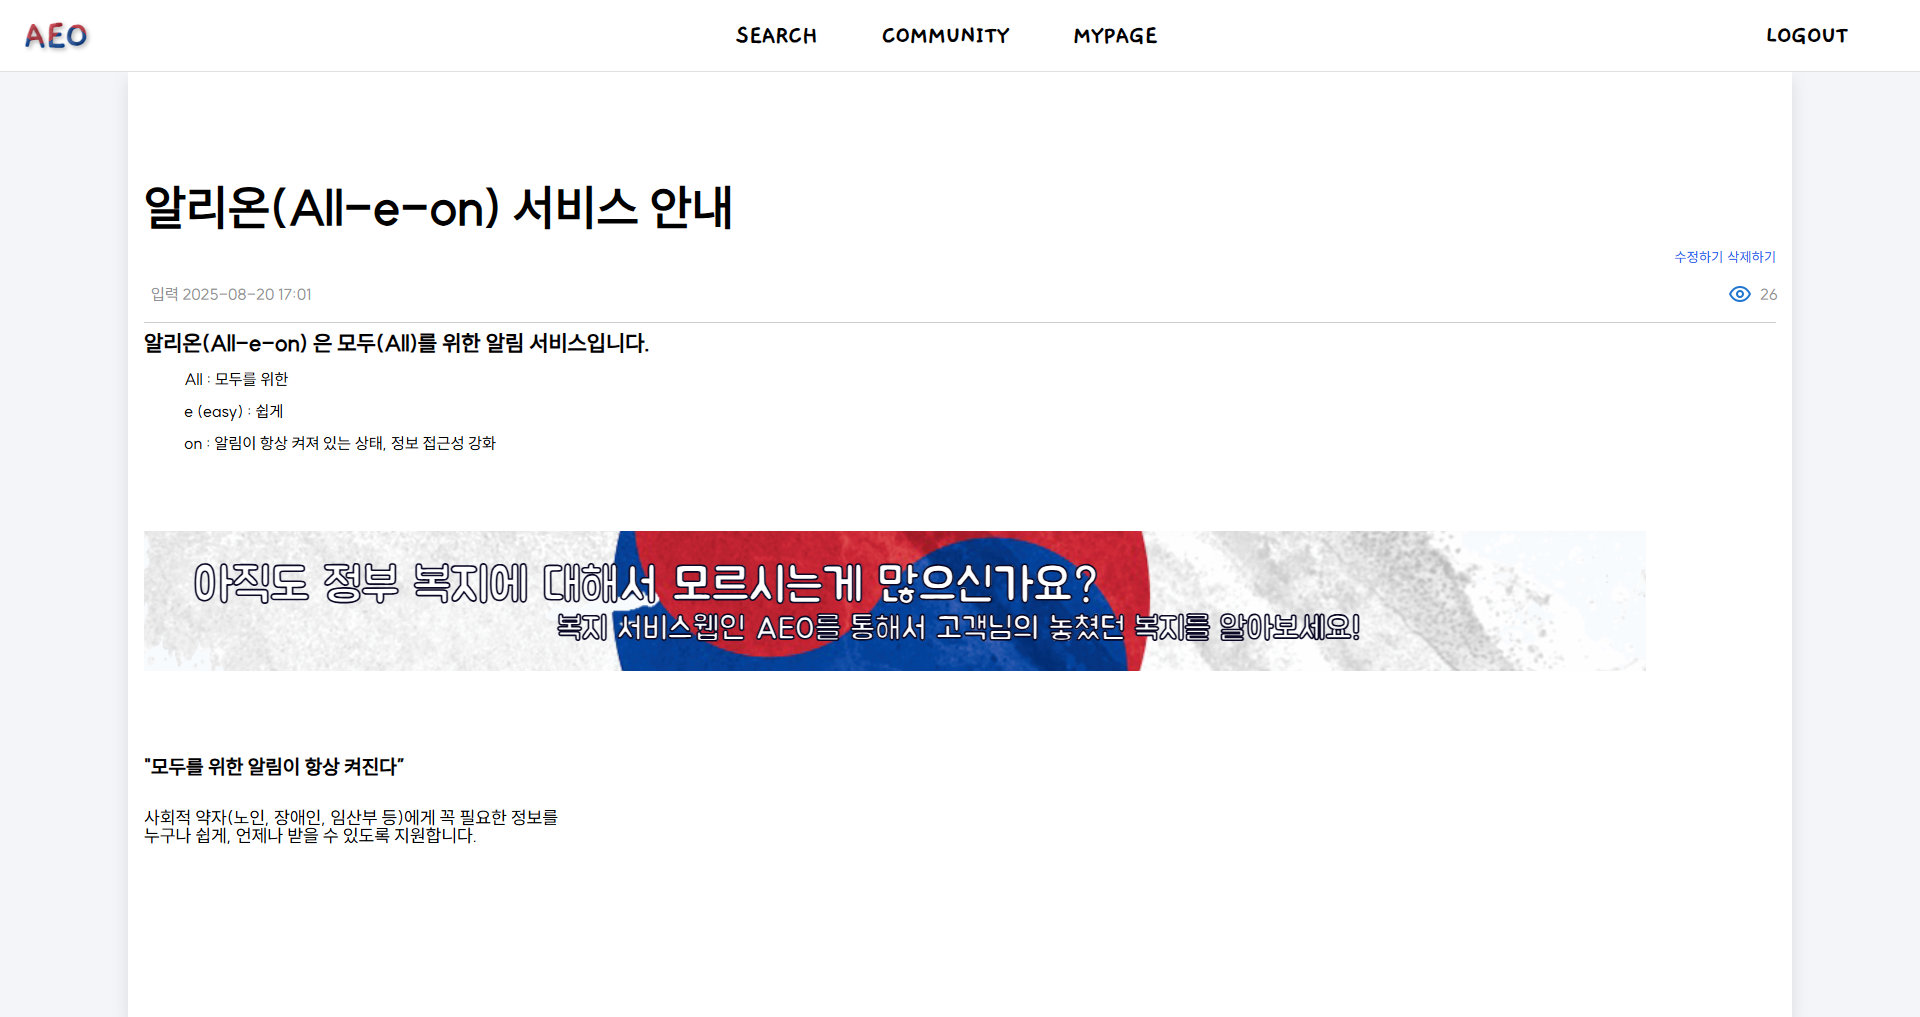 AEO
SEARCH COMMUNITY MYPAGE LOGOUT
알리온(All-e-on) 서비스 안내
수정하기 삭제하기
입력 2025-08-20 17:01 26
알리온(All-e-on) 은 모두(All)를 위한 알림 서비스입니다.
All : 모두를 위한
e (easy) : 쉽게
on : 알림이 항상 켜져 있는 상태, 정보 접근성 강화
아직도 정부 복지에 대해서 모르시는게 많으신가요?
복지 서비스웹인 AEO를 통해서 고객님의 놓쳤던 복지를 알아보세요!
"모두를 위한 알림이 항상 켜진다”
사회적 약자(노인, 장애인, 임산부 등)에게 꼭 필요한 정보를
누구나 쉽게, 언제나 받을 수 있도록 지원합니다.